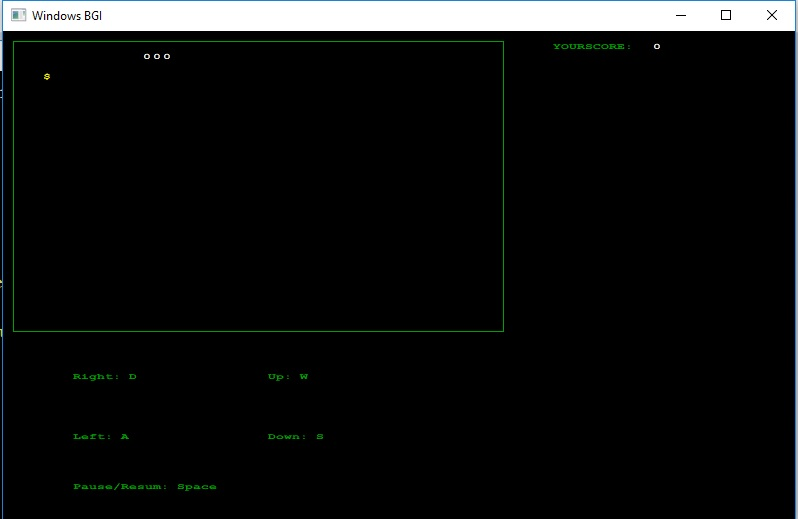 Windows BGI
YOURSCORE: 0
ooo
$
Right: D Up: W
Left: A Down: S
Pause/Resum: Space